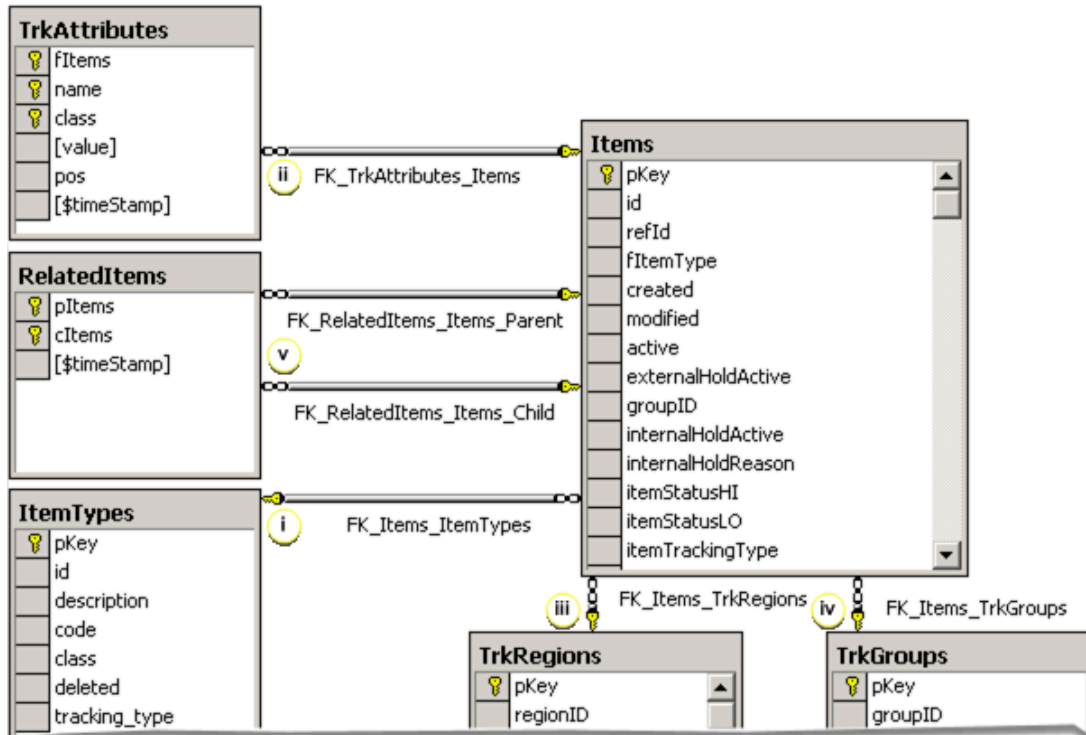 TrkAttributes
fItems
name
class
[value]
pos
[$timeStamp]
ii
FK_TrkAttributes_Items
RelatedItems
pItems
cItems
[$timeStamp]
FK_RelatedItems_Items_Parent
v
FK_RelatedItems_Items_Child
ItemTypes
pKey
id
description
code
class
deleted
tracking_type
i
FK_Items_ItemTypes
Items
pKey
id
refId
fItemType
created
modified
active
externalHoldActive
groupID
internalHoldActive
internalHoldReason
itemStatusHI
itemStatusLO
itemTrackingType
iii
FK_Items_TrkRegions
iv
FK_Items_TrkGroups
TrkRegions
pKey
regionID
TrkGroups
pKey
groupID